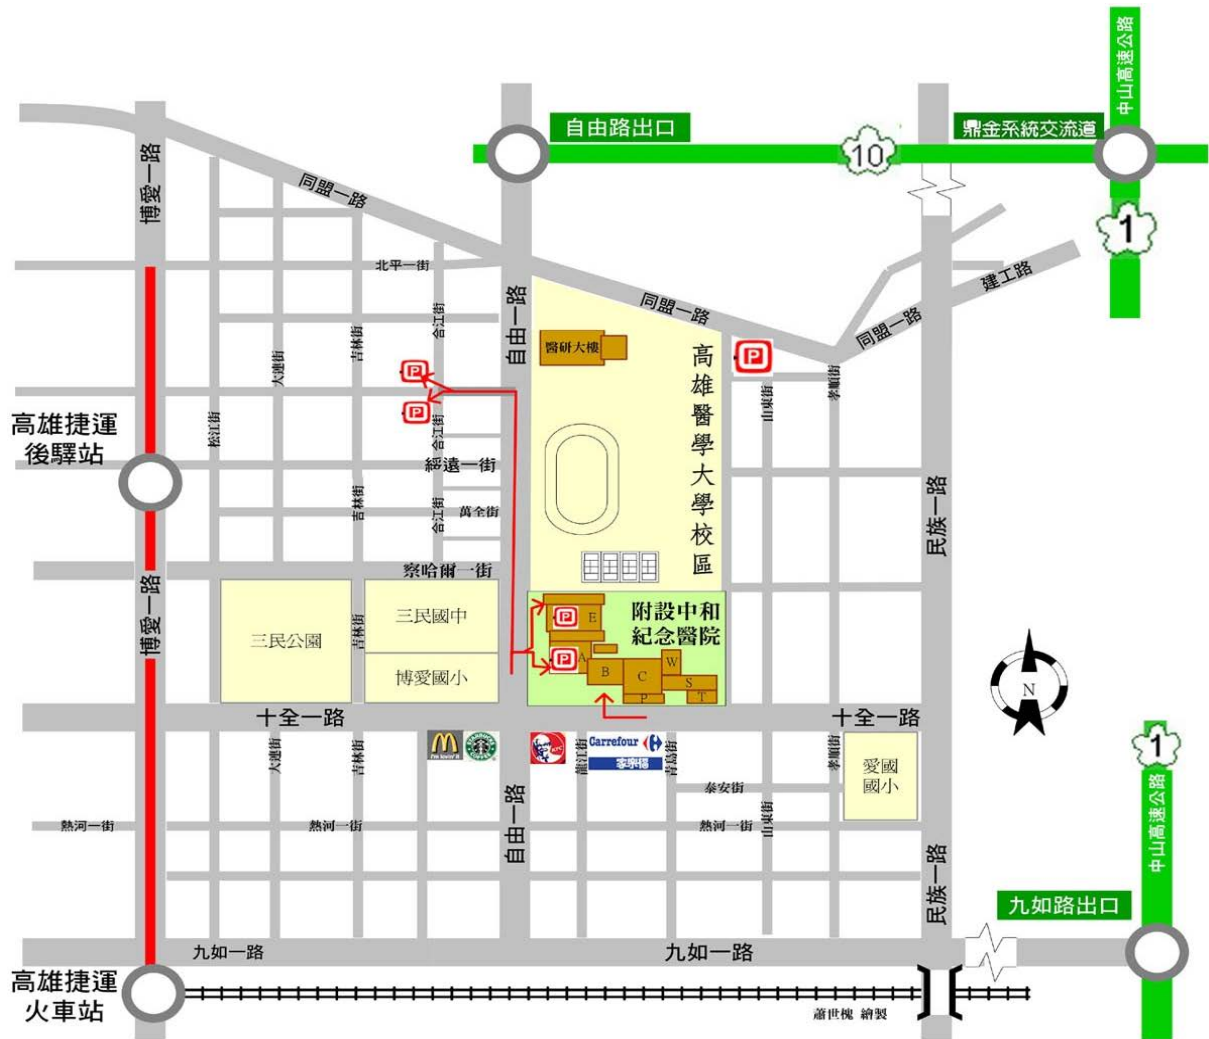 中山高速公路
自由路出口
鼎金系統交流道
10
1
博愛一路
同盟一路
北平一街
自由一路
合江街
吉林街
大連街
松江街
同盟一路
同盟一路
建工路
醫研大樓
高雄醫學大學校區
P
P
P
山東街
孝順街
高雄捷運
後驛站
合江街
綏遠一街
吉林街
合江街
萬全街
民族一路
察哈爾一街
博愛一路
三民公園
吉林街
三民國中
博愛國小
附設中和
紀念醫院
P
E
P
A
B
C
W
S
P
T
N
十全一路
十全一路
大連街
吉林街
i'm lovin' it
STARBUCKS
KFC
龍江街
Carrefour
家樂福
青島街
孝順街
愛國
國小
泰安街
山東街
熱河一街
熱河一街
熱河一街
自由一路
民族一路
1
中山高速公路
九如路出口
九如一路
九如一路
高雄捷運
火車站
蕭世槐 繪製